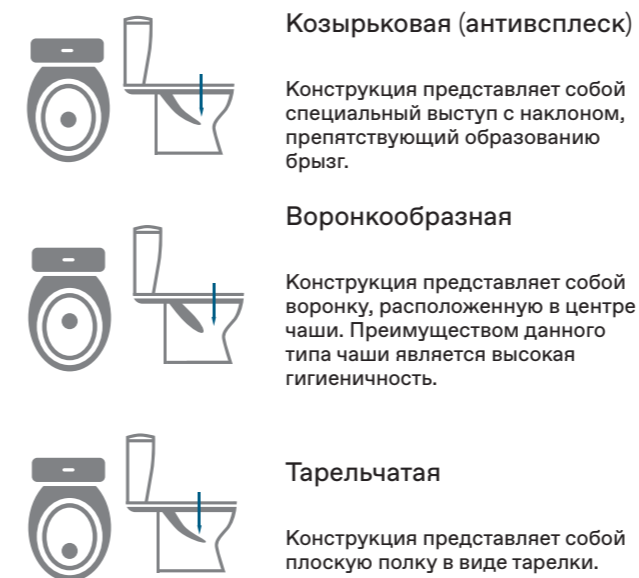 Козырьковая (антивсплеск)
Конструкция представляет собой
специальный выступ с наклоном,
препятствующий образованию
брызг.
Воронкообразная
Конструкция представляет собой
воронку, расположенную в центре
чаши. Преимуществом данного
типа чаши является высокая
гигиеничность.
Тарельчатая
Конструкция представляет собой
плоскую полку в виде тарелки.